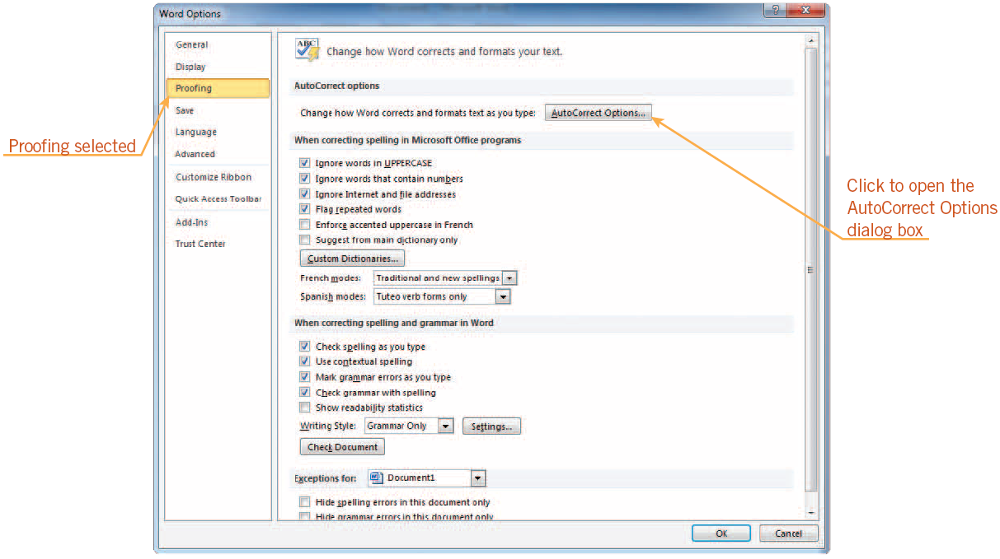 Word Options
General
Display
Proofing
Save
Language
Advanced
Customize Ribbon
Quick Access Toolbar
Add-Ins
Trust Center
Proofing selected
ABC
Change how Word corrects and formats your text.
AutoCorrect options
Change how Word corrects and formats text as you type: AutoCorrect Options...
When correcting spelling in Microsoft Office programs
Ignore words in UPPERCASE
Ignore words that contain numbers
Ignore Internet and file addresses
Flag repeated words
Enforce accented uppercase in French
Suggest from main dictionary only
Custom Dictionaries...
French modes: Traditional and new spellings
Spanish modes: Tuteo verb forms only
When correcting spelling and grammar in Word
Check spelling as you type
Use contextual spelling
Mark grammar errors as you type
Check grammar with spelling
Show readability statistics
Writing Style: Grammar Only Settings...
Check Document
Exceptions for: Document1
Hide spelling errors in this document only
Hide grammar errors in this document only
OK Cancel
Click to open the
AutoCorrect Options
dialog box